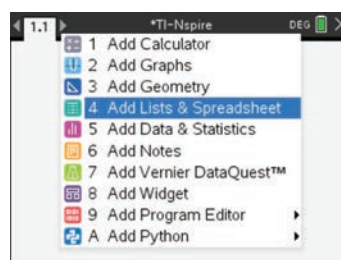 1.1 *TI-Nspire DEG
1 Add Calculator
2 Add Graphs
3 Add Geometry
4 Add Lists & Spreadsheet
5 Add Data & Statistics
6 Add Notes
7 Add Vernier DataQuest™
8 Add Widget
9 Add Program Editor
A Add Python